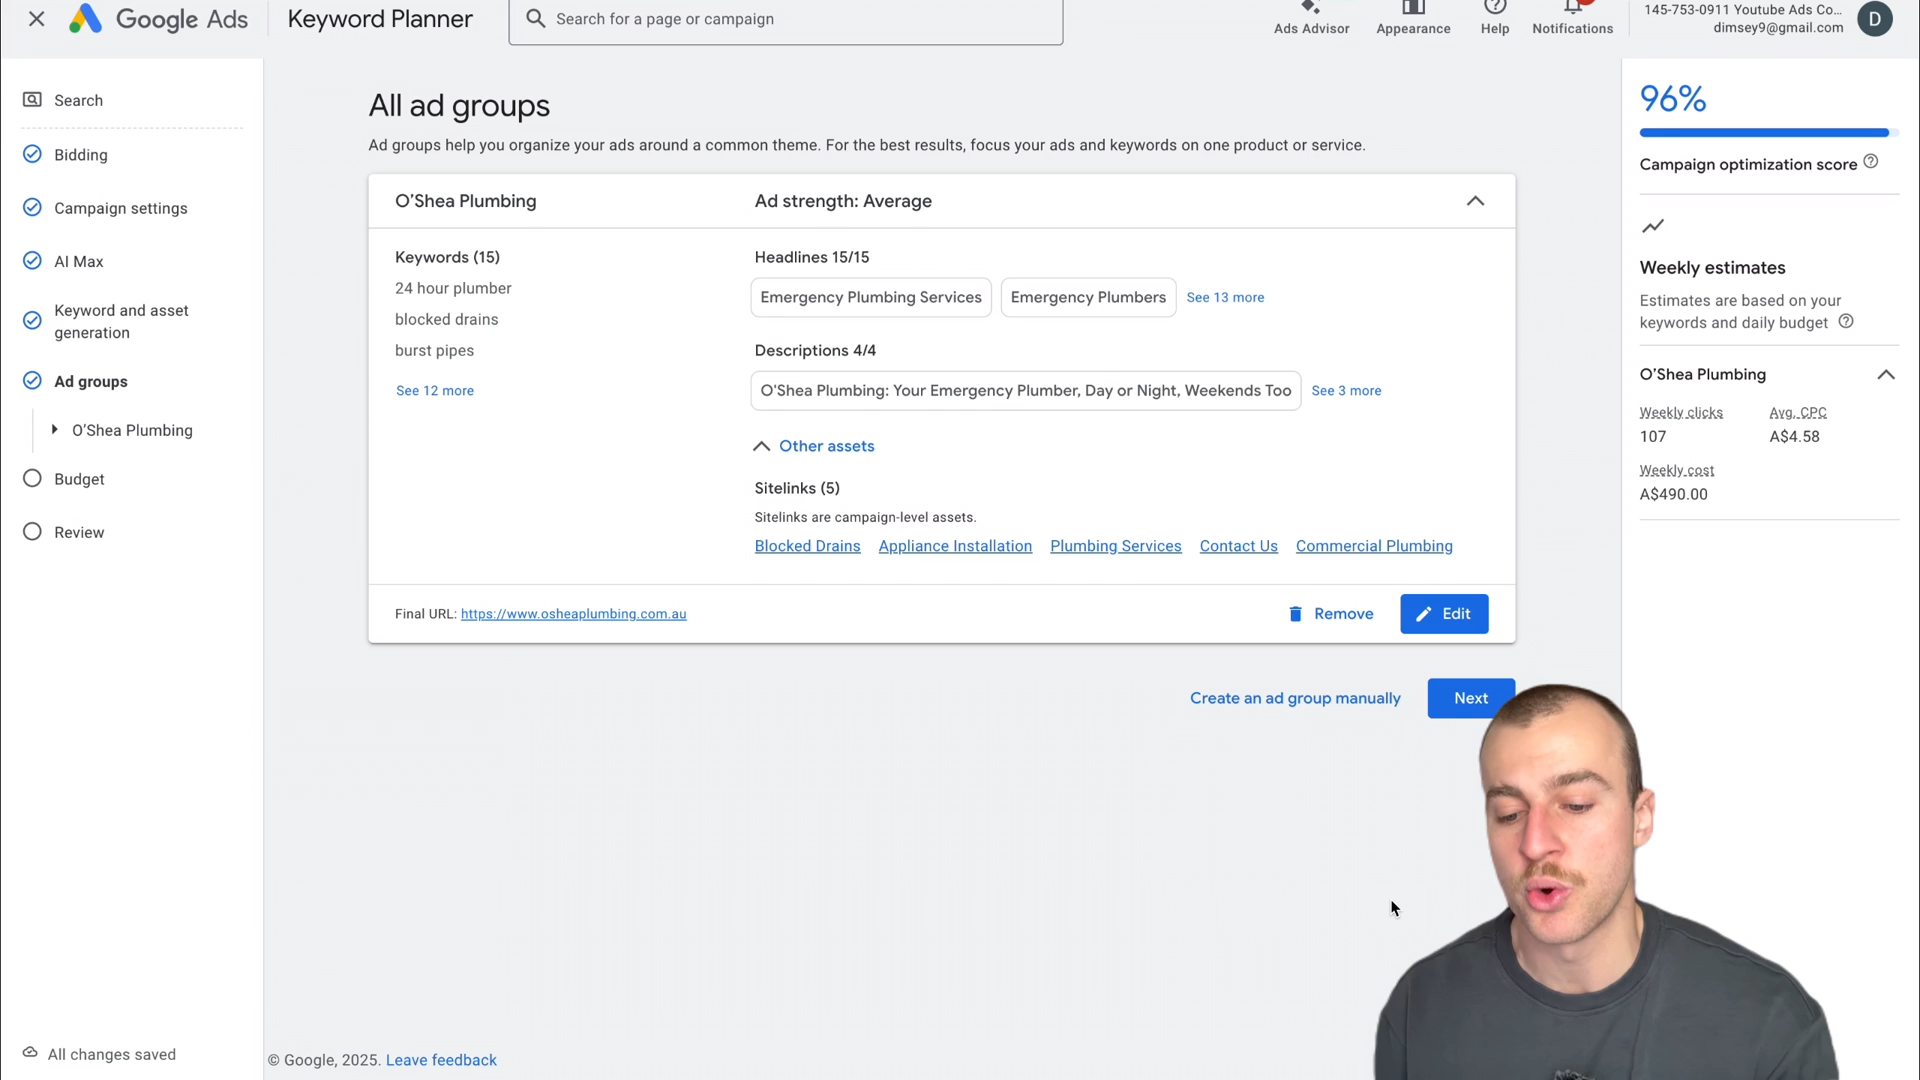 Google Ads
Keyword Planner
Search for a page or campaign
Ads Advisor
Appearance
Help
Notifications
145-753-0911 Youtube Ads Co...
dimsey9@gmail.com
D
Search
Bidding
Campaign settings
AI Max
Keyword and asset
generation
Ad groups
O'Shea Plumbing
Budget
Review
All changes saved
All ad groups
Ad groups help you organize your ads around a common theme. For the best results, focus your ads and keywords on one product or service.
O'Shea Plumbing
Ad strength: Average
Keywords (15)
24 hour plumber
blocked drains
burst pipes
See 12 more
Headlines 15/15
Emergency Plumbing Services
Emergency Plumbers
See 13 more
Descriptions 4/4
O'Shea Plumbing: Your Emergency Plumber, Day or Night, Weekends Too
See 3 more
Other assets
Sitelinks (5)
Sitelinks are campaign-level assets.
Blocked Drains
Appliance Installation
Plumbing Services
Contact Us
Commercial Plumbing
Final URL: https://www.osheaplumbing.com.au
Remove
Edit
Create an ad group manually
Next
© Google, 2025. Leave feedback
96%
Campaign optimization score
Weekly estimates
Estimates are based on your
keywords and daily budget
O'Shea Plumbing
Weekly clicks
Avg. CPC
107
A$4.58
Weekly cost
A$490.00